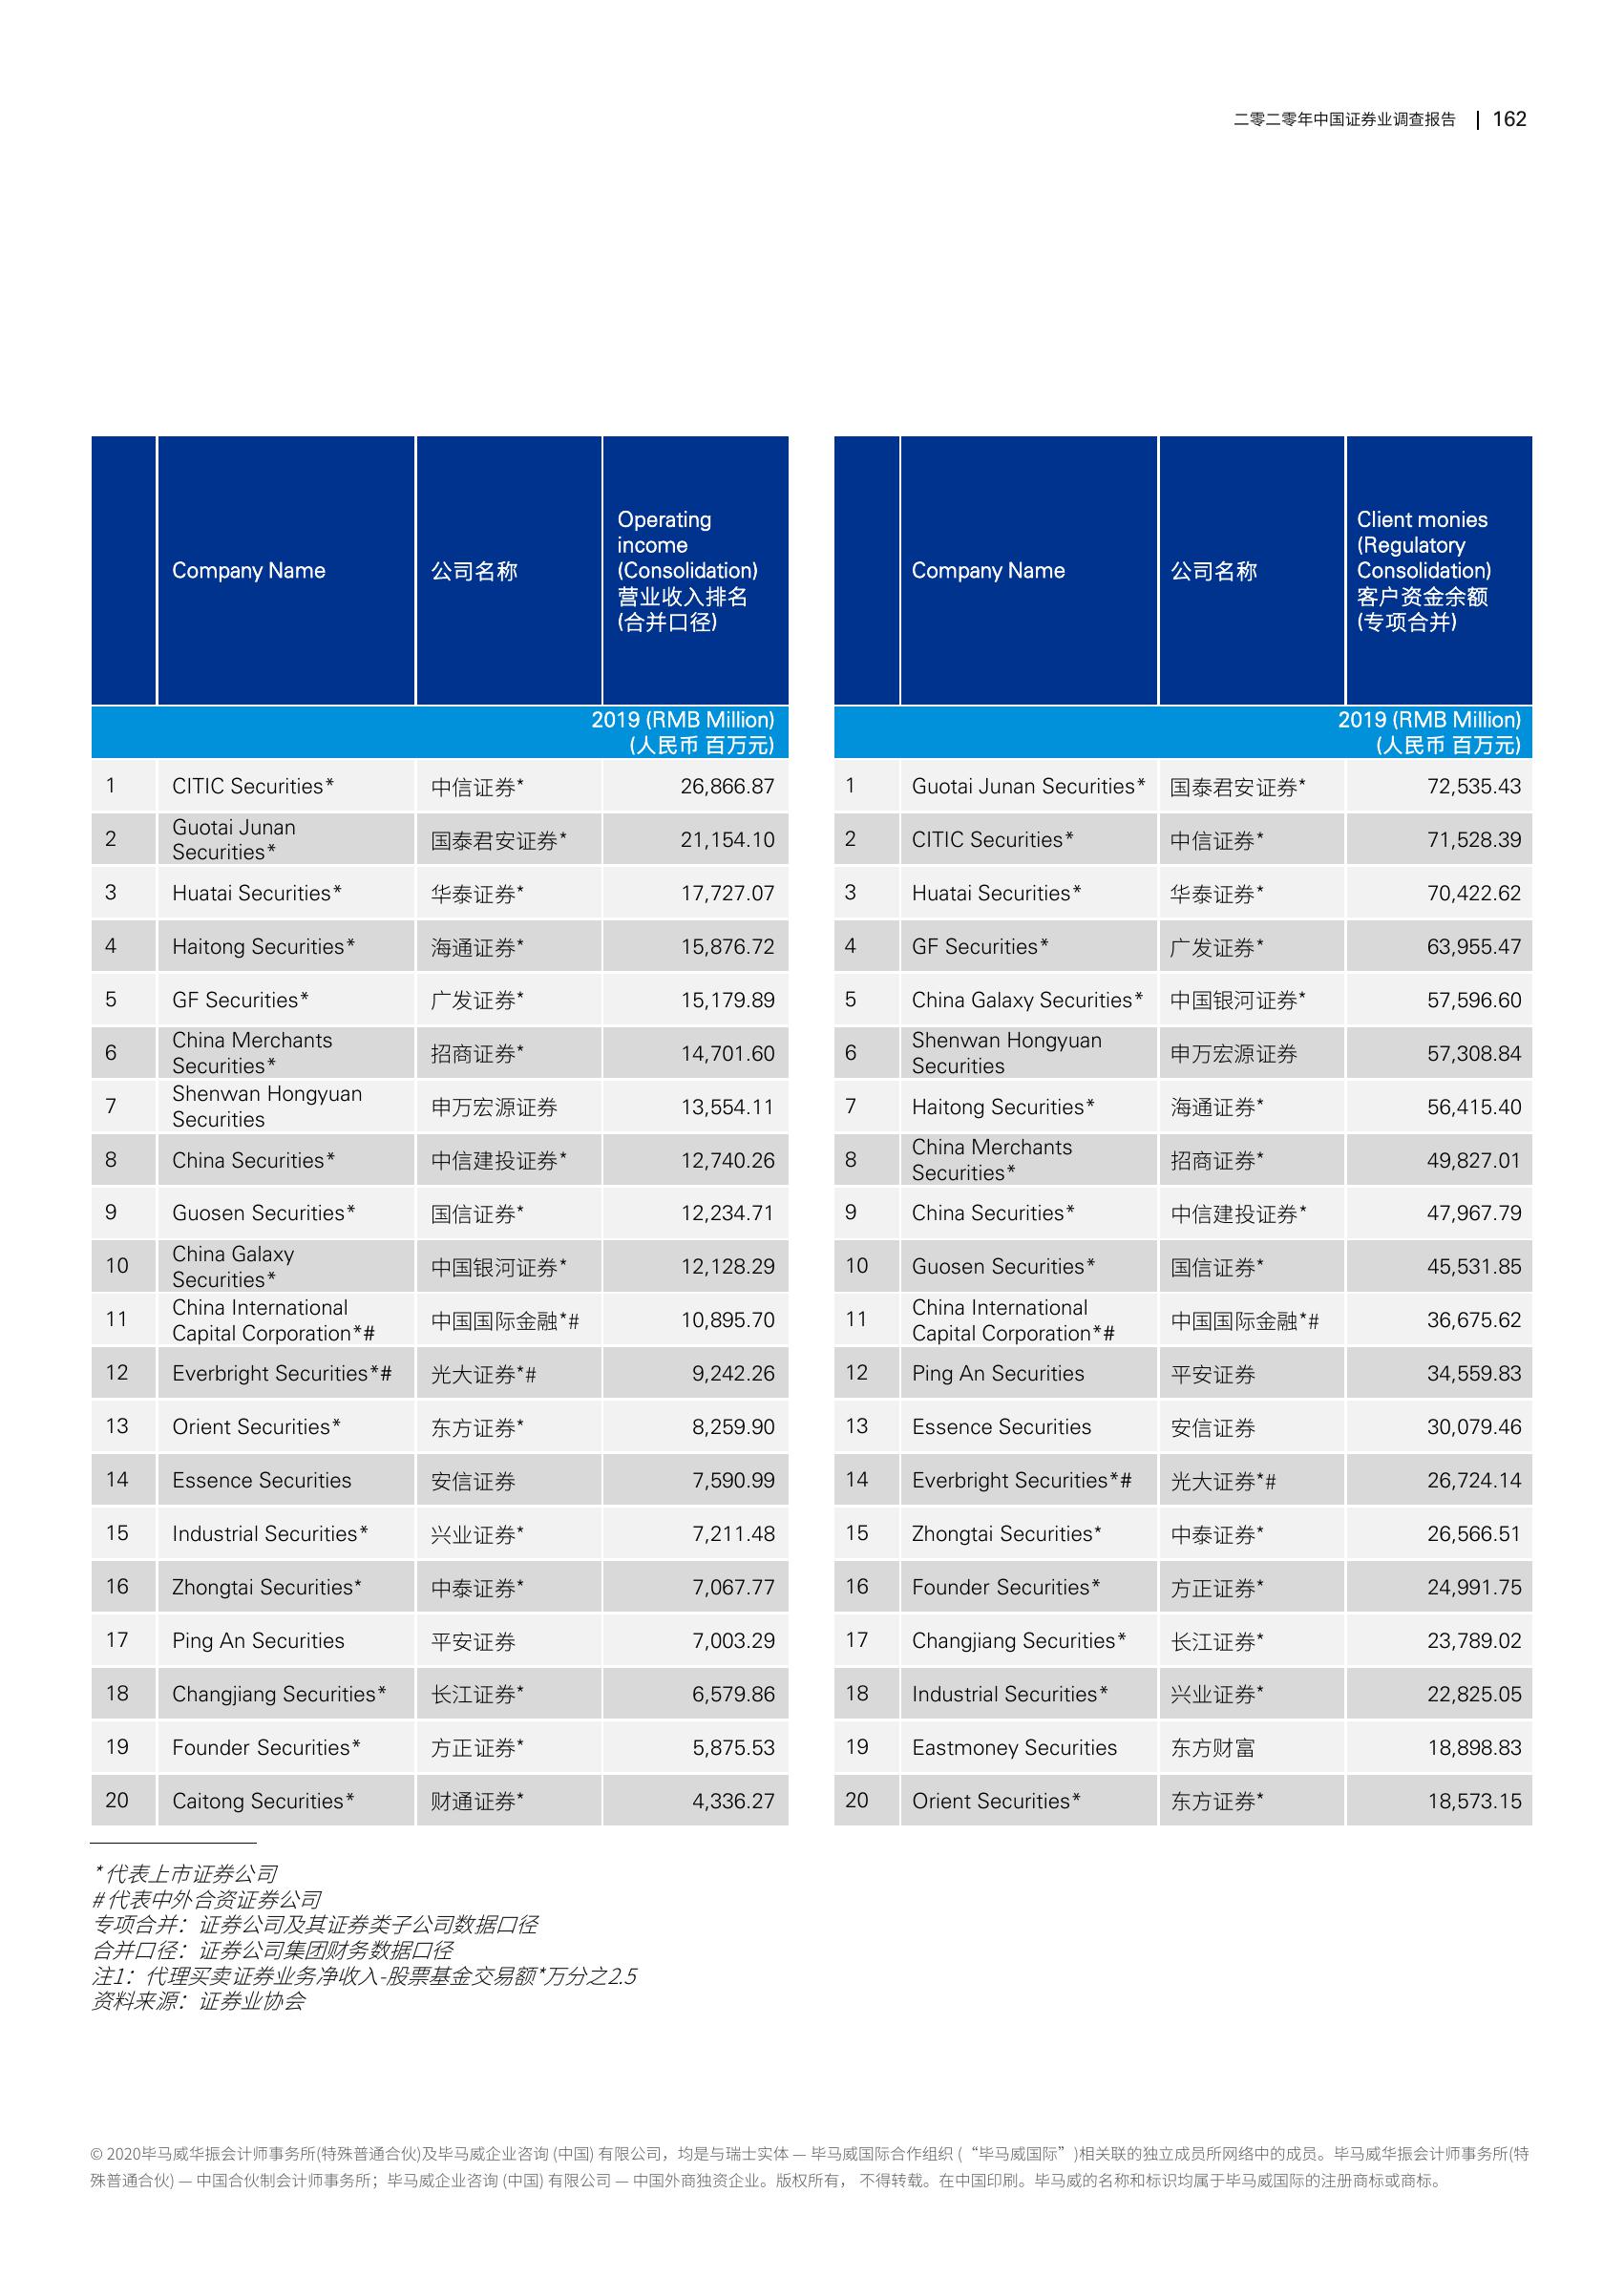 二零二零年中国证券业调查报告 | 162
Company Name
公司名称
Operating
income
(Consolidation)
营业收入排名
(合并口径)
2019 (RMB Million)
(人民币 百万元)
1 CITIC Securities* 中信证券* 26,866.87
2 Guotai Junan
Securities* 国泰君安证券* 21,154.10
3 Huatai Securities* 华泰证券* 17,727.07
4 Haitong Securities* 海通证券* 15,876.72
5 GF Securities* 广发证券* 15,179.89
6 China Merchants
Securities* 招商证券* 14,701.60
7 Shenwan Hongyuan
Securities 申万宏源证券 13,554.11
8 China Securities* 中信建投证券* 12,740.26
9 Guosen Securities* 国信证券* 12,234.71
10 China Galaxy
Securities* 中国银河证券* 12,128.29
11 China International
Capital Corporation*# 中国国际金融*# 10,895.70
12 Everbright Securities*# 光大证券*# 9,242.26
13 Orient Securities* 东方证券* 8,259.90
14 Essence Securities 安信证券 7,590.99
15 Industrial Securities* 兴业证券* 7,211.48
16 Zhongtai Securities* 中泰证券* 7,067.77
17 Ping An Securities 平安证券 7,003.29
18 Changjiang Securities* 长江证券* 6,579.86
19 Founder Securities* 方正证券* 5,875.53
20 Caitong Securities* 财通证券* 4,336.27
Company Name
公司名称
Client monies
(Regulatory
Consolidation)
客户资金余额
(专项合并)
2019 (RMB Million)
(人民币 百万元)
1 Guotai Junan Securities* 国泰君安证券* 72,535.43
2 CITIC Securities* 中信证券* 71,528.39
3 Huatai Securities* 华泰证券* 70,422.62
4 GF Securities* 广发证券* 63,955.47
5 China Galaxy Securities* 中国银河证券* 57,596.60
6 Shenwan Hongyuan
Securities 申万宏源证券 57,308.84
7 Haitong Securities* 海通证券* 56,415.40
8 China Merchants
Securities* 招商证券* 49,827.01
9 China Securities* 中信建投证券* 47,967.79
10 Guosen Securities* 国信证券* 45,531.85
11 China International
Capital Corporation*# 中国国际金融*# 36,675.62
12 Ping An Securities 平安证券 34,559.83
13 Essence Securities 安信证券 30,079.46
14 Everbright Securities*# 光大证券*# 26,724.14
15 Zhongtai Securities* 中泰证券* 26,566.51
16 Founder Securities* 方正证券* 24,991.75
17 Changjiang Securities* 长江证券* 23,789.02
18 Industrial Securities* 兴业证券* 22,825.05
19 Eastmoney Securities 东方财富 18,898.83
20 Orient Securities* 东方证券* 18,573.15
*代表上市证券公司
#代表中外合资证券公司
专项合并：证券公司及其证券类子公司数据口径
合并口径：证券公司集团财务数据口径
注1：代理买卖证券业务净收入-股票基金交易额*万分之2.5
资料来源：证券业协会
© 2020毕马威华振会计师事务所(特殊普通合伙)及毕马威企业咨询 (中国) 有限公司，均是与瑞士实体 — 毕马威国际合作组织 (“毕马威国际”)相关联的独立成员所网络中的成员。毕马威华振会计师事务所(特
殊普通合伙) — 中国合伙制会计师事务所；毕马威企业咨询 (中国) 有限公司 — 中国外商独资企业。版权所有， 不得转载。在中国印刷。毕马威的名称和标识均属于毕马威国际的注册商标或商标。